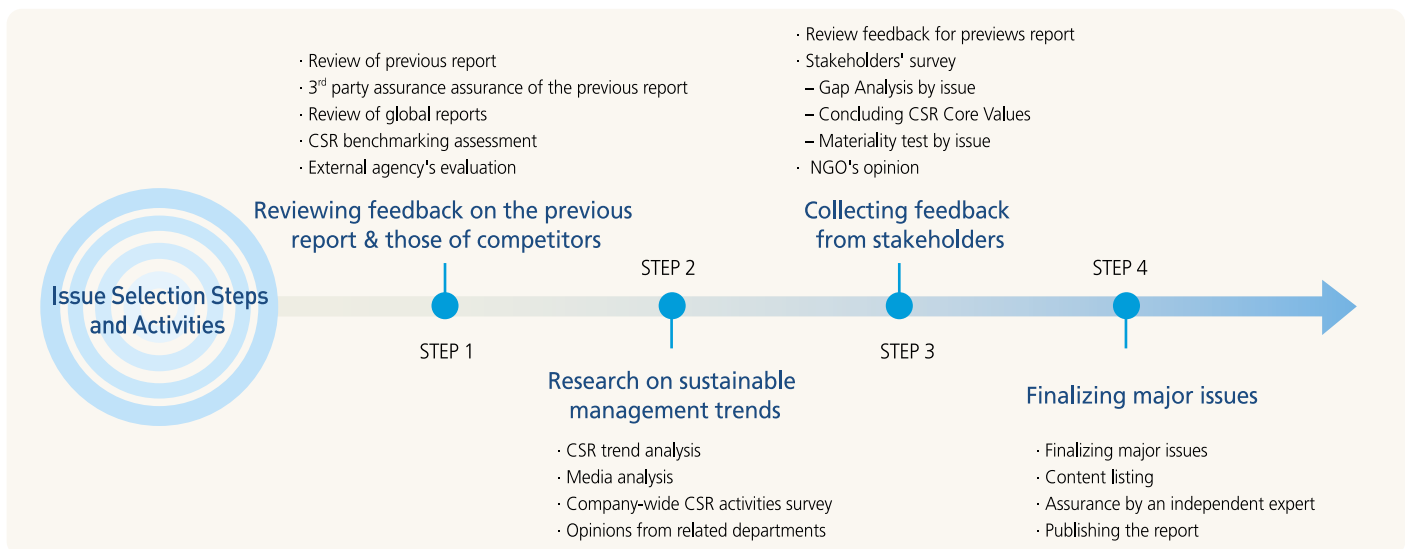 Issue Selection Steps
and Activities
· Review of previous report
· 3rd party assurance assurance of the previous report
· Review of global reports
· CSR benchmarking assessment
· External agency's evaluation
Reviewing feedback on the previous
report & those of competitors
STEP 1
STEP 2
Research on sustainable
management trends
· CSR trend analysis
· Media analysis
· Company-wide CSR activities survey
· Opinions from related departments
· Review feedback for previews report
· Stakeholders' survey
– Gap Analysis by issue
– Concluding CSR Core Values
– Materiality test by issue
· NGO's opinion
Collecting feedback
from stakeholders
STEP 3
STEP 4
Finalizing major issues
· Finalizing major issues
· Content listing
· Assurance by an independent expert
· Publishing the report